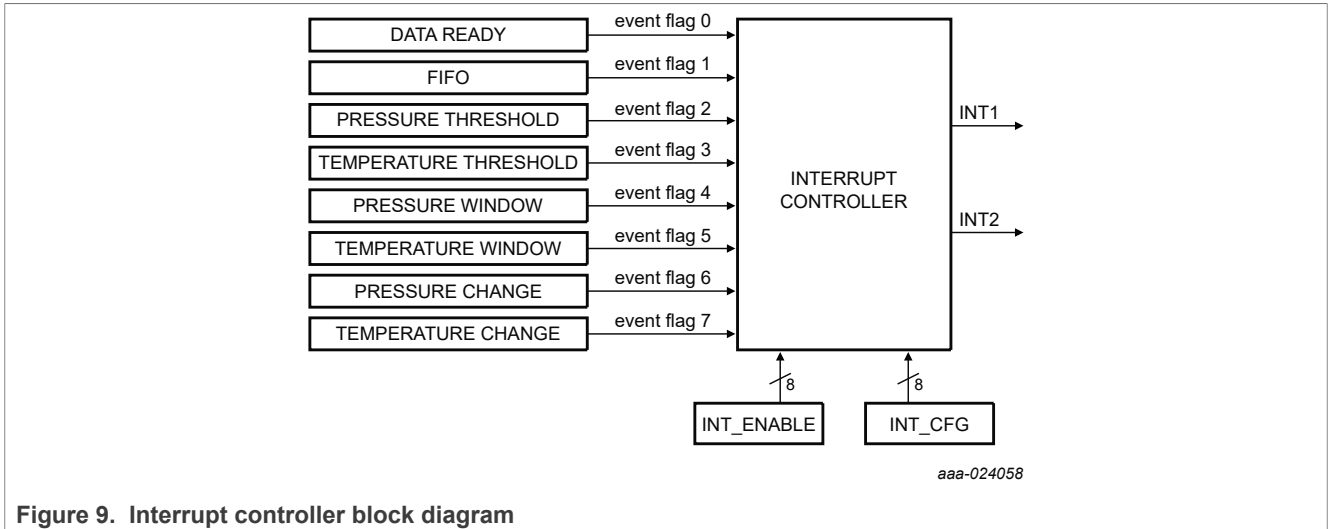 DATA READY
event flag 0
FIFO
event flag 1
PRESSURE THRESHOLD
event flag 2
TEMPERATURE THRESHOLD
event flag 3
PRESSURE WINDOW
event flag 4
TEMPERATURE WINDOW
event flag 5
PRESSURE CHANGE
event flag 6
TEMPERATURE CHANGE
event flag 7
INTERRUPT
CONTROLLER
INT1
INT2
8
8
INT_ENABLE
INT_CFG
aaa-024058
Figure 9. Interrupt controller block diagram